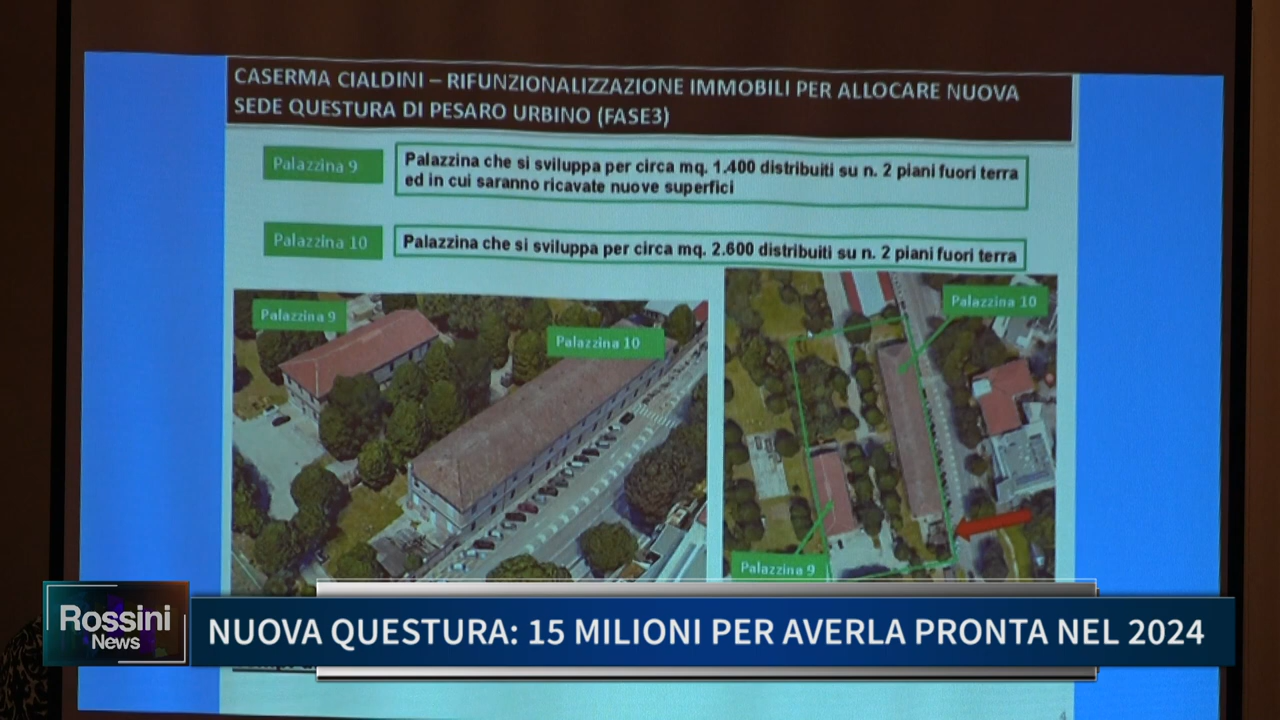 CASERMA CIALDINI – RIFUNZIONALIZZAZIONE IMMOBILI PER ALLOCARE NUOVA
SEDE QUESTURA DI PESARO URBINO (FASE3)
Palazzina 9
Palazzina che si sviluppa per circa mq. 1.400 distribuiti su n. 2 piani fuori terra
ed in cui saranno ricavate nuove superfici
Palazzina 10
Palazzina che si sviluppa per circa mq. 2.600 distribuiti su n. 2 piani fuori terra
Palazzina 9
Palazzina 10
Palazzina 10
Palazzina 9
Rossini
News
NUOVA QUESTURA: 15 MILIONI PER AVERLA PRONTA NEL 2024
4